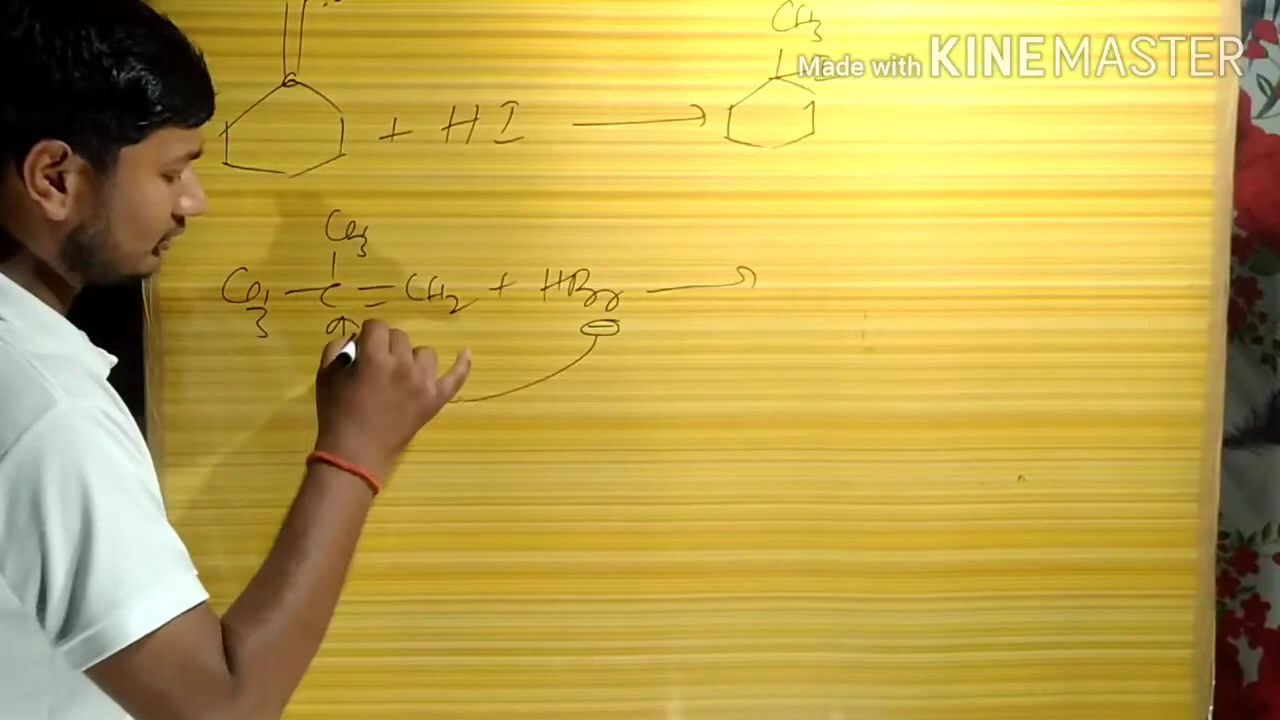 CH3
Made with KINEMASTER
+ HI →
CH3
CH3 — C = CH2 + HBr →
⊖